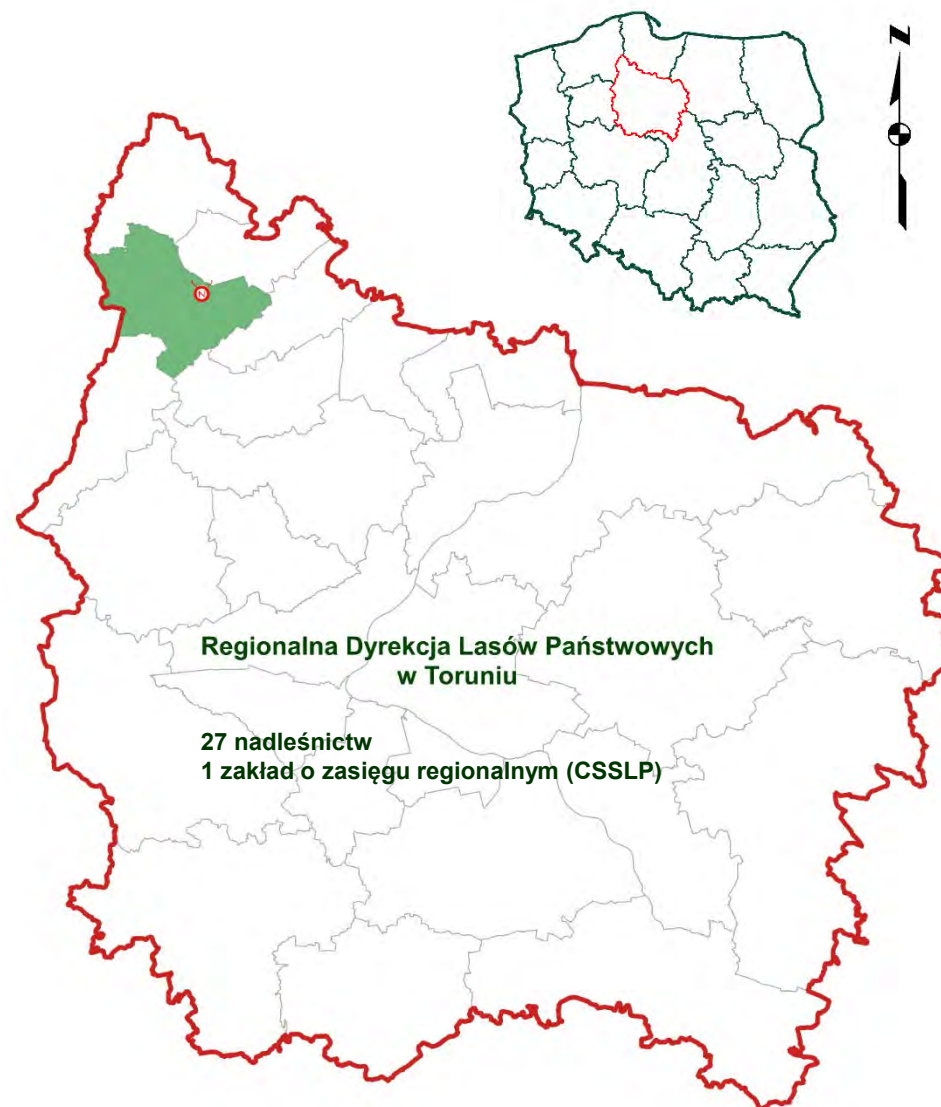 N
N
Regionalna Dyrekcja Lasów Państwowych
w Toruniu
27 nadleśnictw
1 zakład o zasięgu regionalnym (CSSLP)